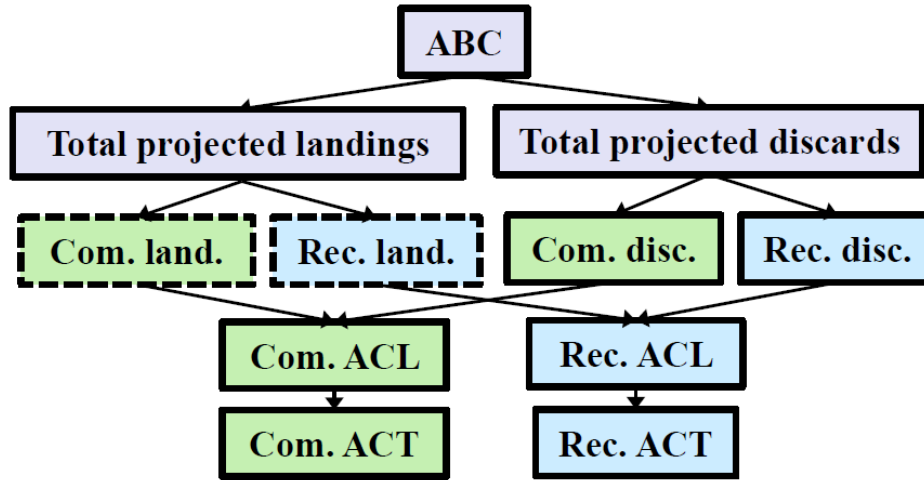 ABC
Total projected landings
Total projected discards
Com. land.
Rec. land.
Com. disc.
Rec. disc.
Com. ACL
Rec. ACL
Com. ACT
Rec. ACT